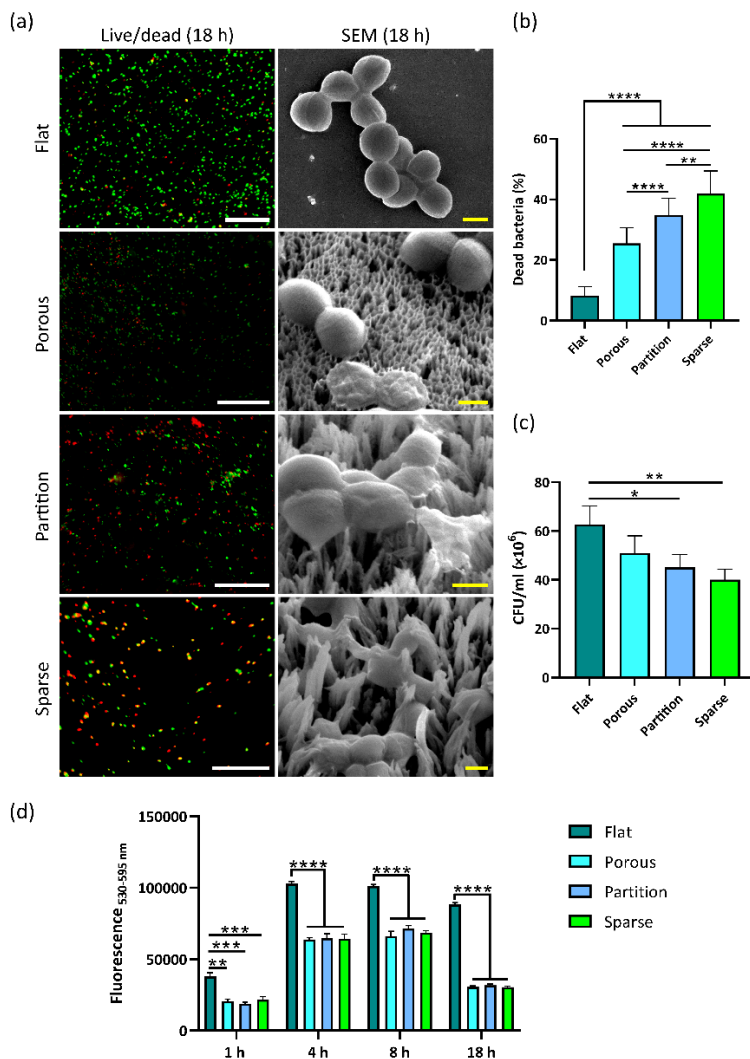 (a)
Live/dead (18 h)
SEM (18 h)
Flat
Porous
Partition
Sparse
(b)
Dead bacteria (%)
60
40
20
0
****
****
**
****
Flat
Porous
Partition
Sparse
(c)
CFU/ml (×10⁶)
80
60
40
20
0
**
*
Flat
Porous
Partition
Sparse
(d)
Fluorescence 530-595 nm
150000
100000
50000
0
***
***
**
****
****
****
1 h
4 h
8 h
18 h
Flat
Porous
Partition
Sparse